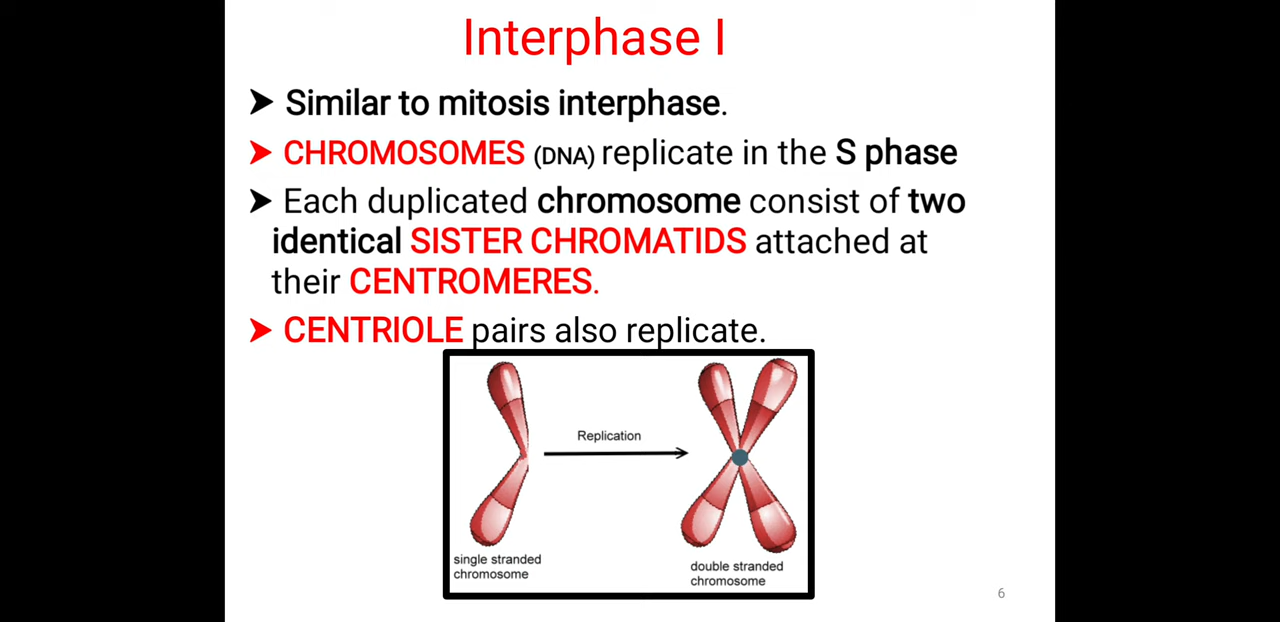 Interphase I
➤ Similar to mitosis interphase.
➤ CHROMOSOMES (DNA) replicate in the S phase
➤ Each duplicated chromosome consist of two
identical SISTER CHROMATIDS attached at
their CENTROMERES.
➤ CENTRIOLE pairs also replicate.
Replication
single stranded
chromosome
double stranded
chromosome
6